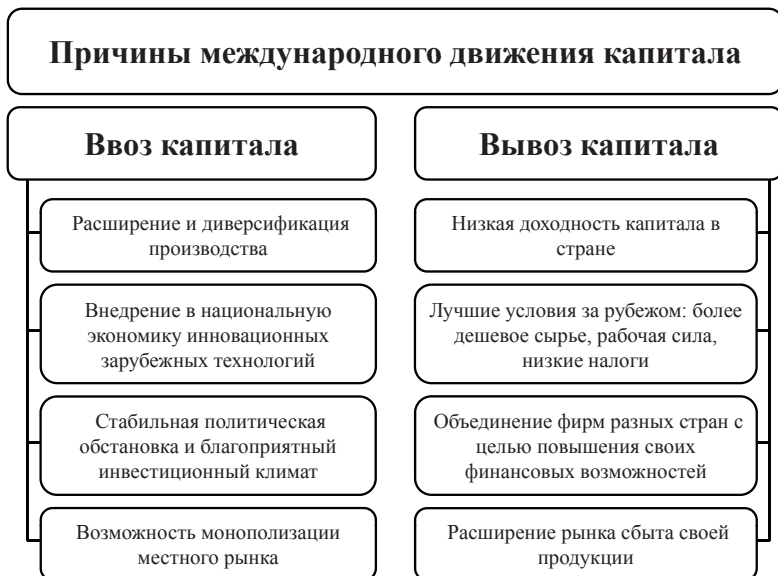 Причины международного движения капитала
Ввоз капитала
Расширение и диверсификация
производства
Внедрение в национальную
экономику инновационных
зарубежных технологий
Стабильная политическая
обстановка и благоприятный
инвестиционный климат
Возможность монополизации
местного рынка
Вывоз капитала
Низкая доходность капитала в
стране
Лучшие условия за рубежом: более
дешевое сырье, рабочая сила,
низкие налоги
Объединение фирм разных стран с
целью повышения своих
финансовых возможностей
Расширение рынка сбыта своей
продукции